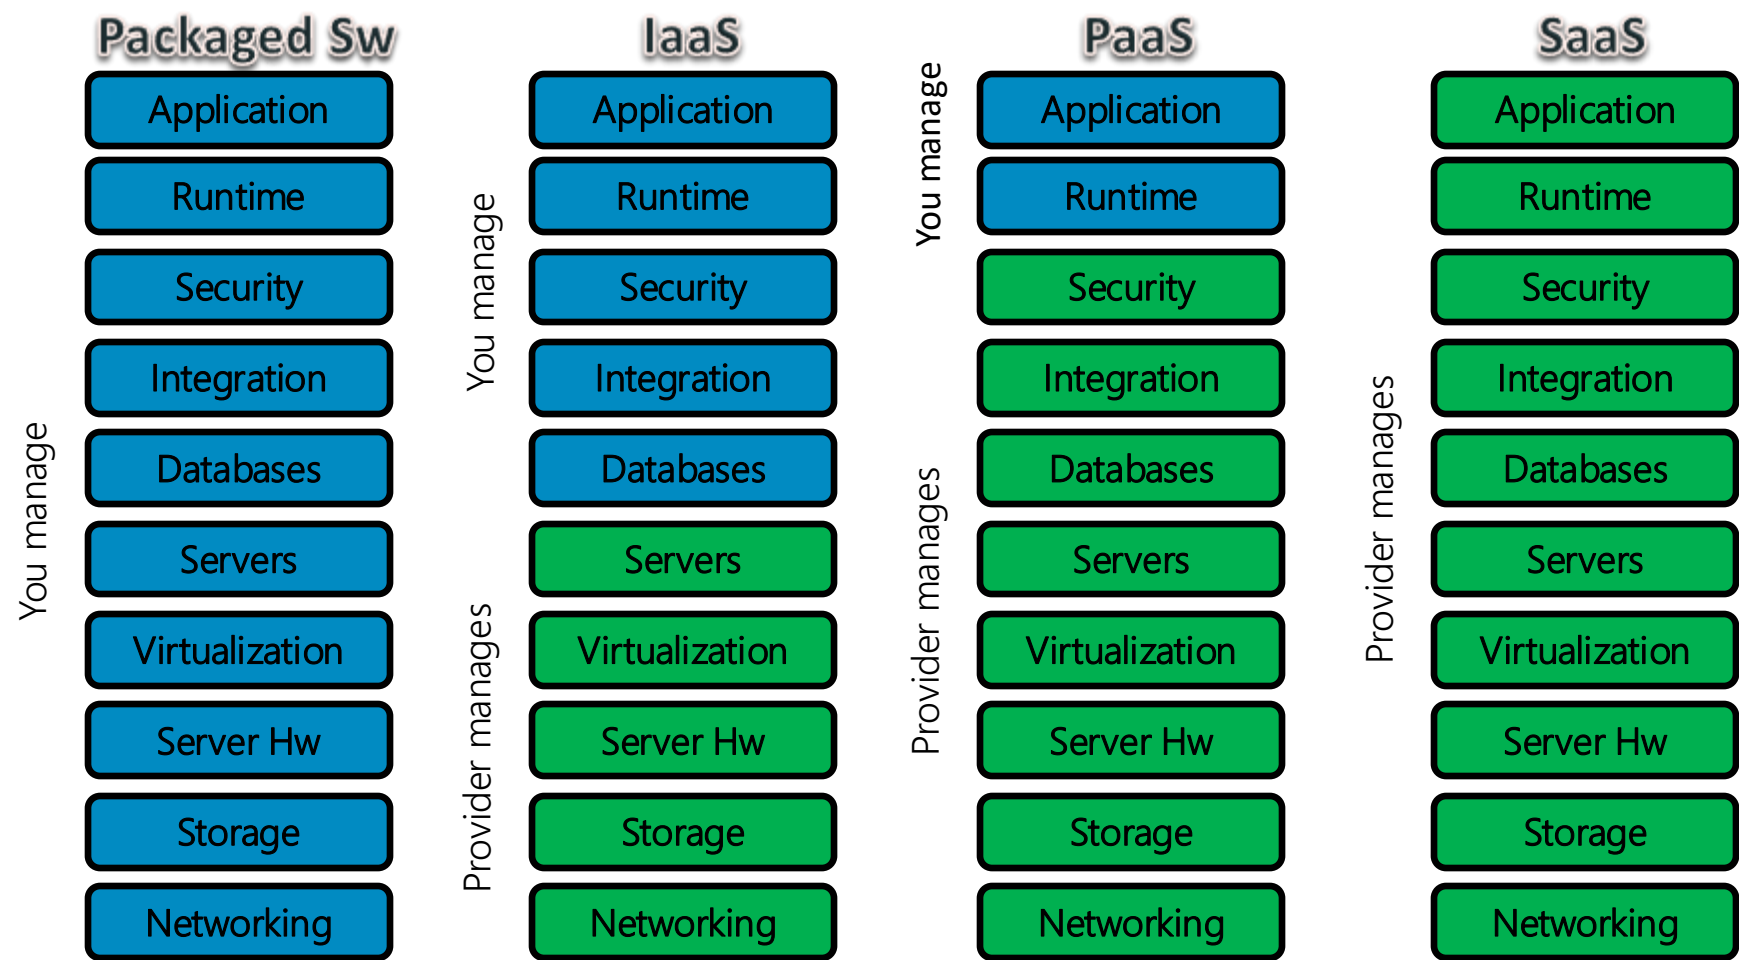 Packaged Sw
You manage
Application
Runtime
Security
Integration
Databases
Servers
Virtualization
Server Hw
Storage
Networking
IaaS
You manage
Provider manages
Application
Runtime
Security
Integration
Databases
Servers
Virtualization
Server Hw
Storage
Networking
PaaS
You manage
Provider manages
Application
Runtime
Security
Integration
Databases
Servers
Virtualization
Server Hw
Storage
Networking
SaaS
Provider manages
Application
Runtime
Security
Integration
Databases
Servers
Virtualization
Server Hw
Storage
Networking